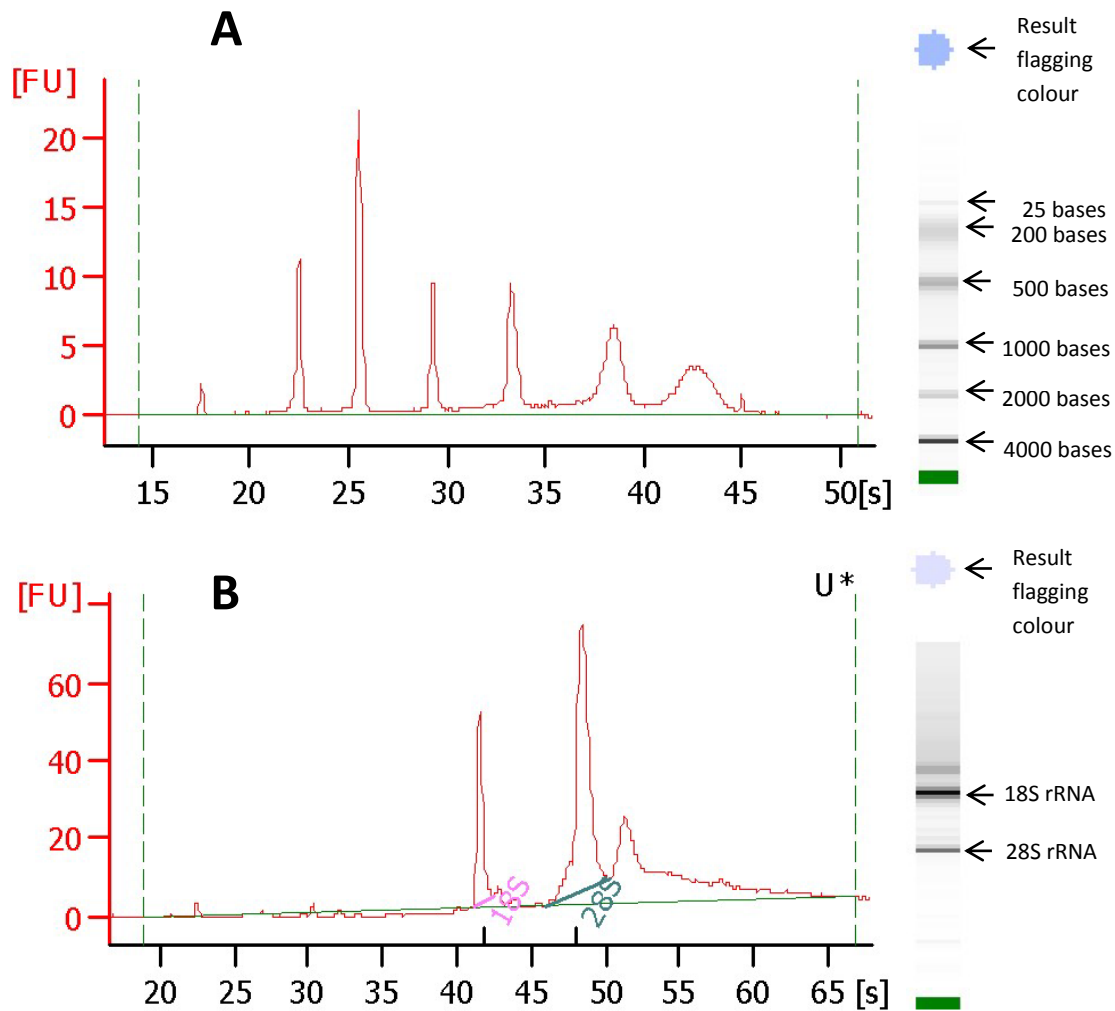 A
[FU]
20
15
10
5
0
15 20 25 30 35 40 45 50[s]
Result
flagging
colour
25 bases
200 bases
500 bases
1000 bases
2000 bases
4000 bases
B
U*
[FU]
60
40
20
0
18S
28S
20 25 30 35 40 45 50 55 60 65 [s]
Result
flagging
colour
18S rRNA
28S rRNA